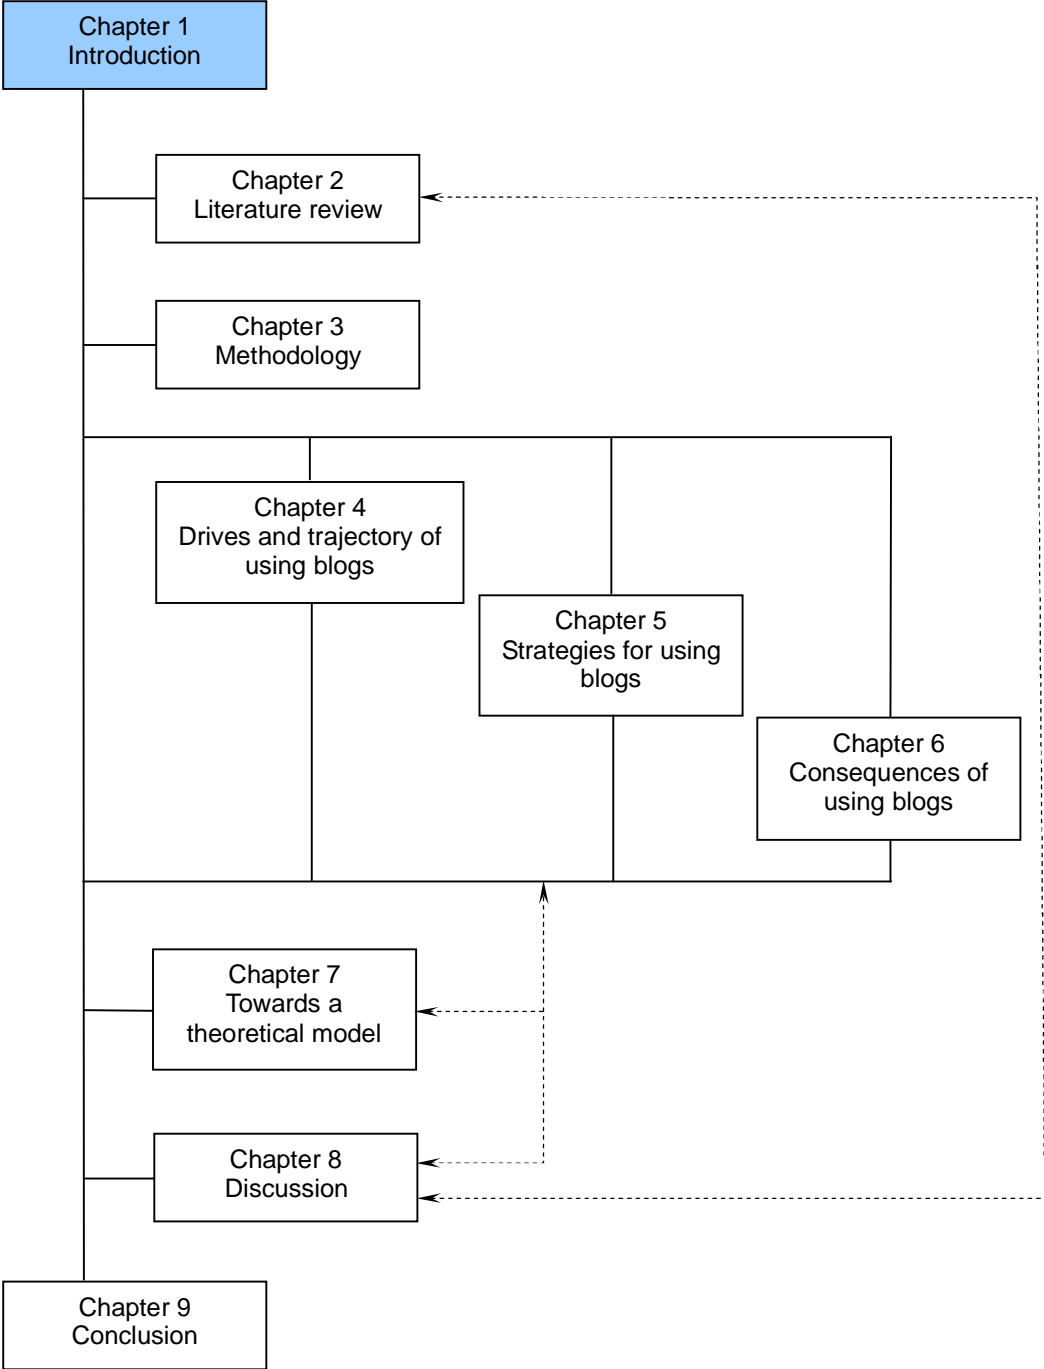 Chapter 1
Introduction
Chapter 2
Literature review
Chapter 3
Methodology
Chapter 4
Drives and trajectory of
using blogs
Chapter 5
Strategies for using
blogs
Chapter 6
Consequences of
using blogs
Chapter 7
Towards a
theoretical model
Chapter 8
Discussion
Chapter 9
Conclusion